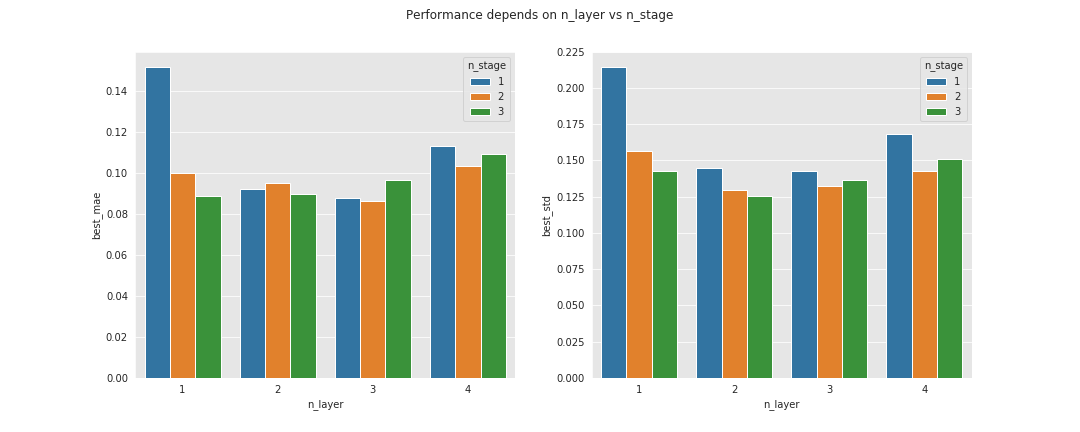 Performance depends on n_layer vs n_stage
best_mae
0.14
0.12
0.10
0.08
0.06
0.04
0.02
0.00
1 2 3 4
n_layer
n_stage
1
2
3
best_std
0.225
0.200
0.175
0.150
0.125
0.100
0.075
0.050
0.025
0.000
1 2 3 4
n_layer
n_stage
1
2
3